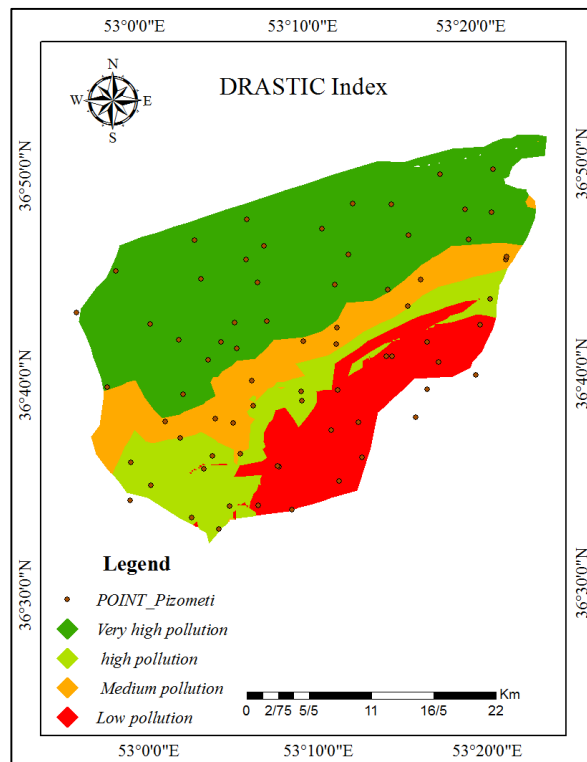 53°0'0"E 53°10'0"E 53°20'0"E
N
W E
S
DRASTIC Index
36°50'0"N 36°50'0"N
36°40'0"N 36°40'0"N
36°30'0"N 36°30'0"N
Legend
POINT_Pizometi
Very high pollution
high pollution
Medium pollution
Low pollution
Km
0 2/75 5/5 11 16/5 22
53°0'0"E 53°10'0"E 53°20'0"E